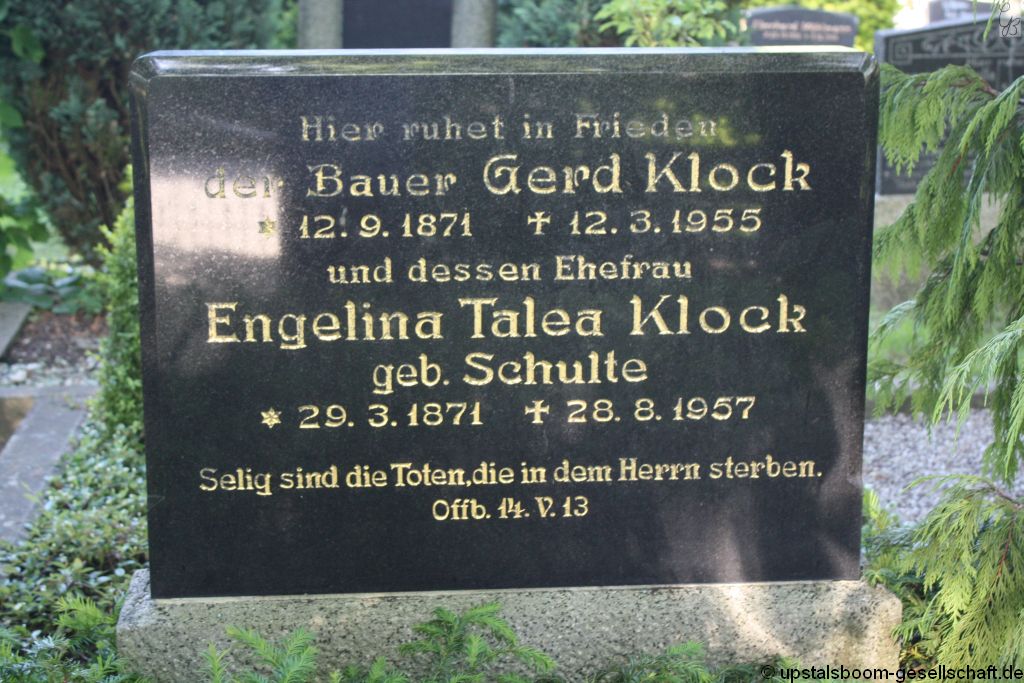 Hier ruhet in Frieden
der Bauer Gerd Klock
* 12. 9. 1871 ✝ 12. 3. 1955
und dessen Ehefrau
Engelina Talea Klock
geb. Schulte
* 29. 3. 1871 ✝ 28. 8. 1957
Selig sind die Toten, die in dem Herrn sterben.
Offb. 14. V. 13
© upstalsboom-gesellschaft.de